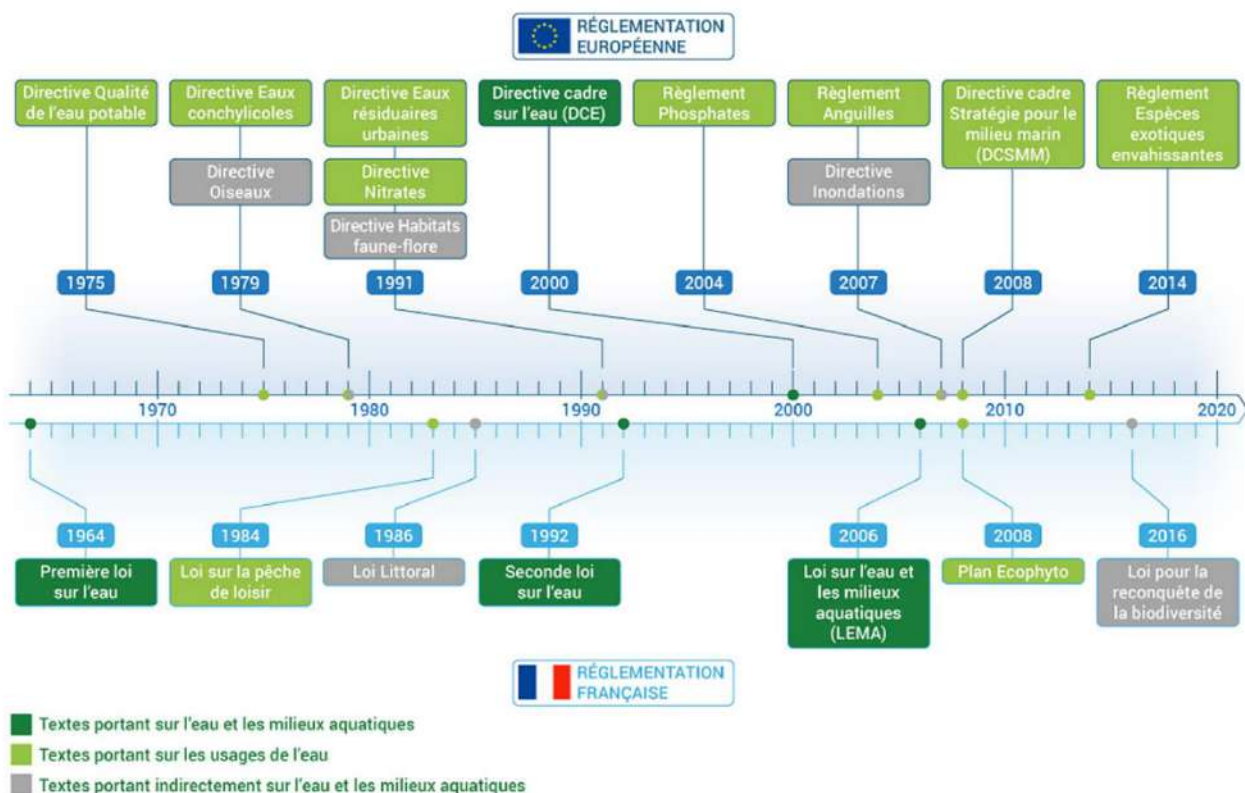 RÉGLEMENTATION
EUROPÉENNE
Directive Qualité
de l'eau potable
Directive Eaux
conchylicoles
Directive
Oiseaux
Directive Eaux
résiduaires
urbaines
Directive
Nitrates
Directive Habitats
faune-flore
Directive cadre
sur l'eau (DCE)
Règlement
Phosphates
Règlement
Anguilles
Directive
Inondations
Directive cadre
Stratégie pour le
milieu marin
(DCSMM)
Règlement
Espèces
exotiques
envahissantes
1975
1979
1991
2000
2004
2007
2008
2014
1970
1980
1990
2000
2010
2020
1964
1984
1986
1992
2006
2008
2016
Première loi
sur l'eau
Loi sur la pêche
de loisir
Loi Littoral
Seconde loi
sur l'eau
Loi sur l'eau et
les milieux
aquatiques
(LEMA)
Plan Ecophyto
Loi pour la
reconquête de
la biodiversité
RÉGLEMENTATION
FRANÇAISE
Textes portant sur l'eau et les milieux aquatiques
Textes portant sur les usages de l'eau
Textes portant indirectement sur l'eau et les milieux aquatiques